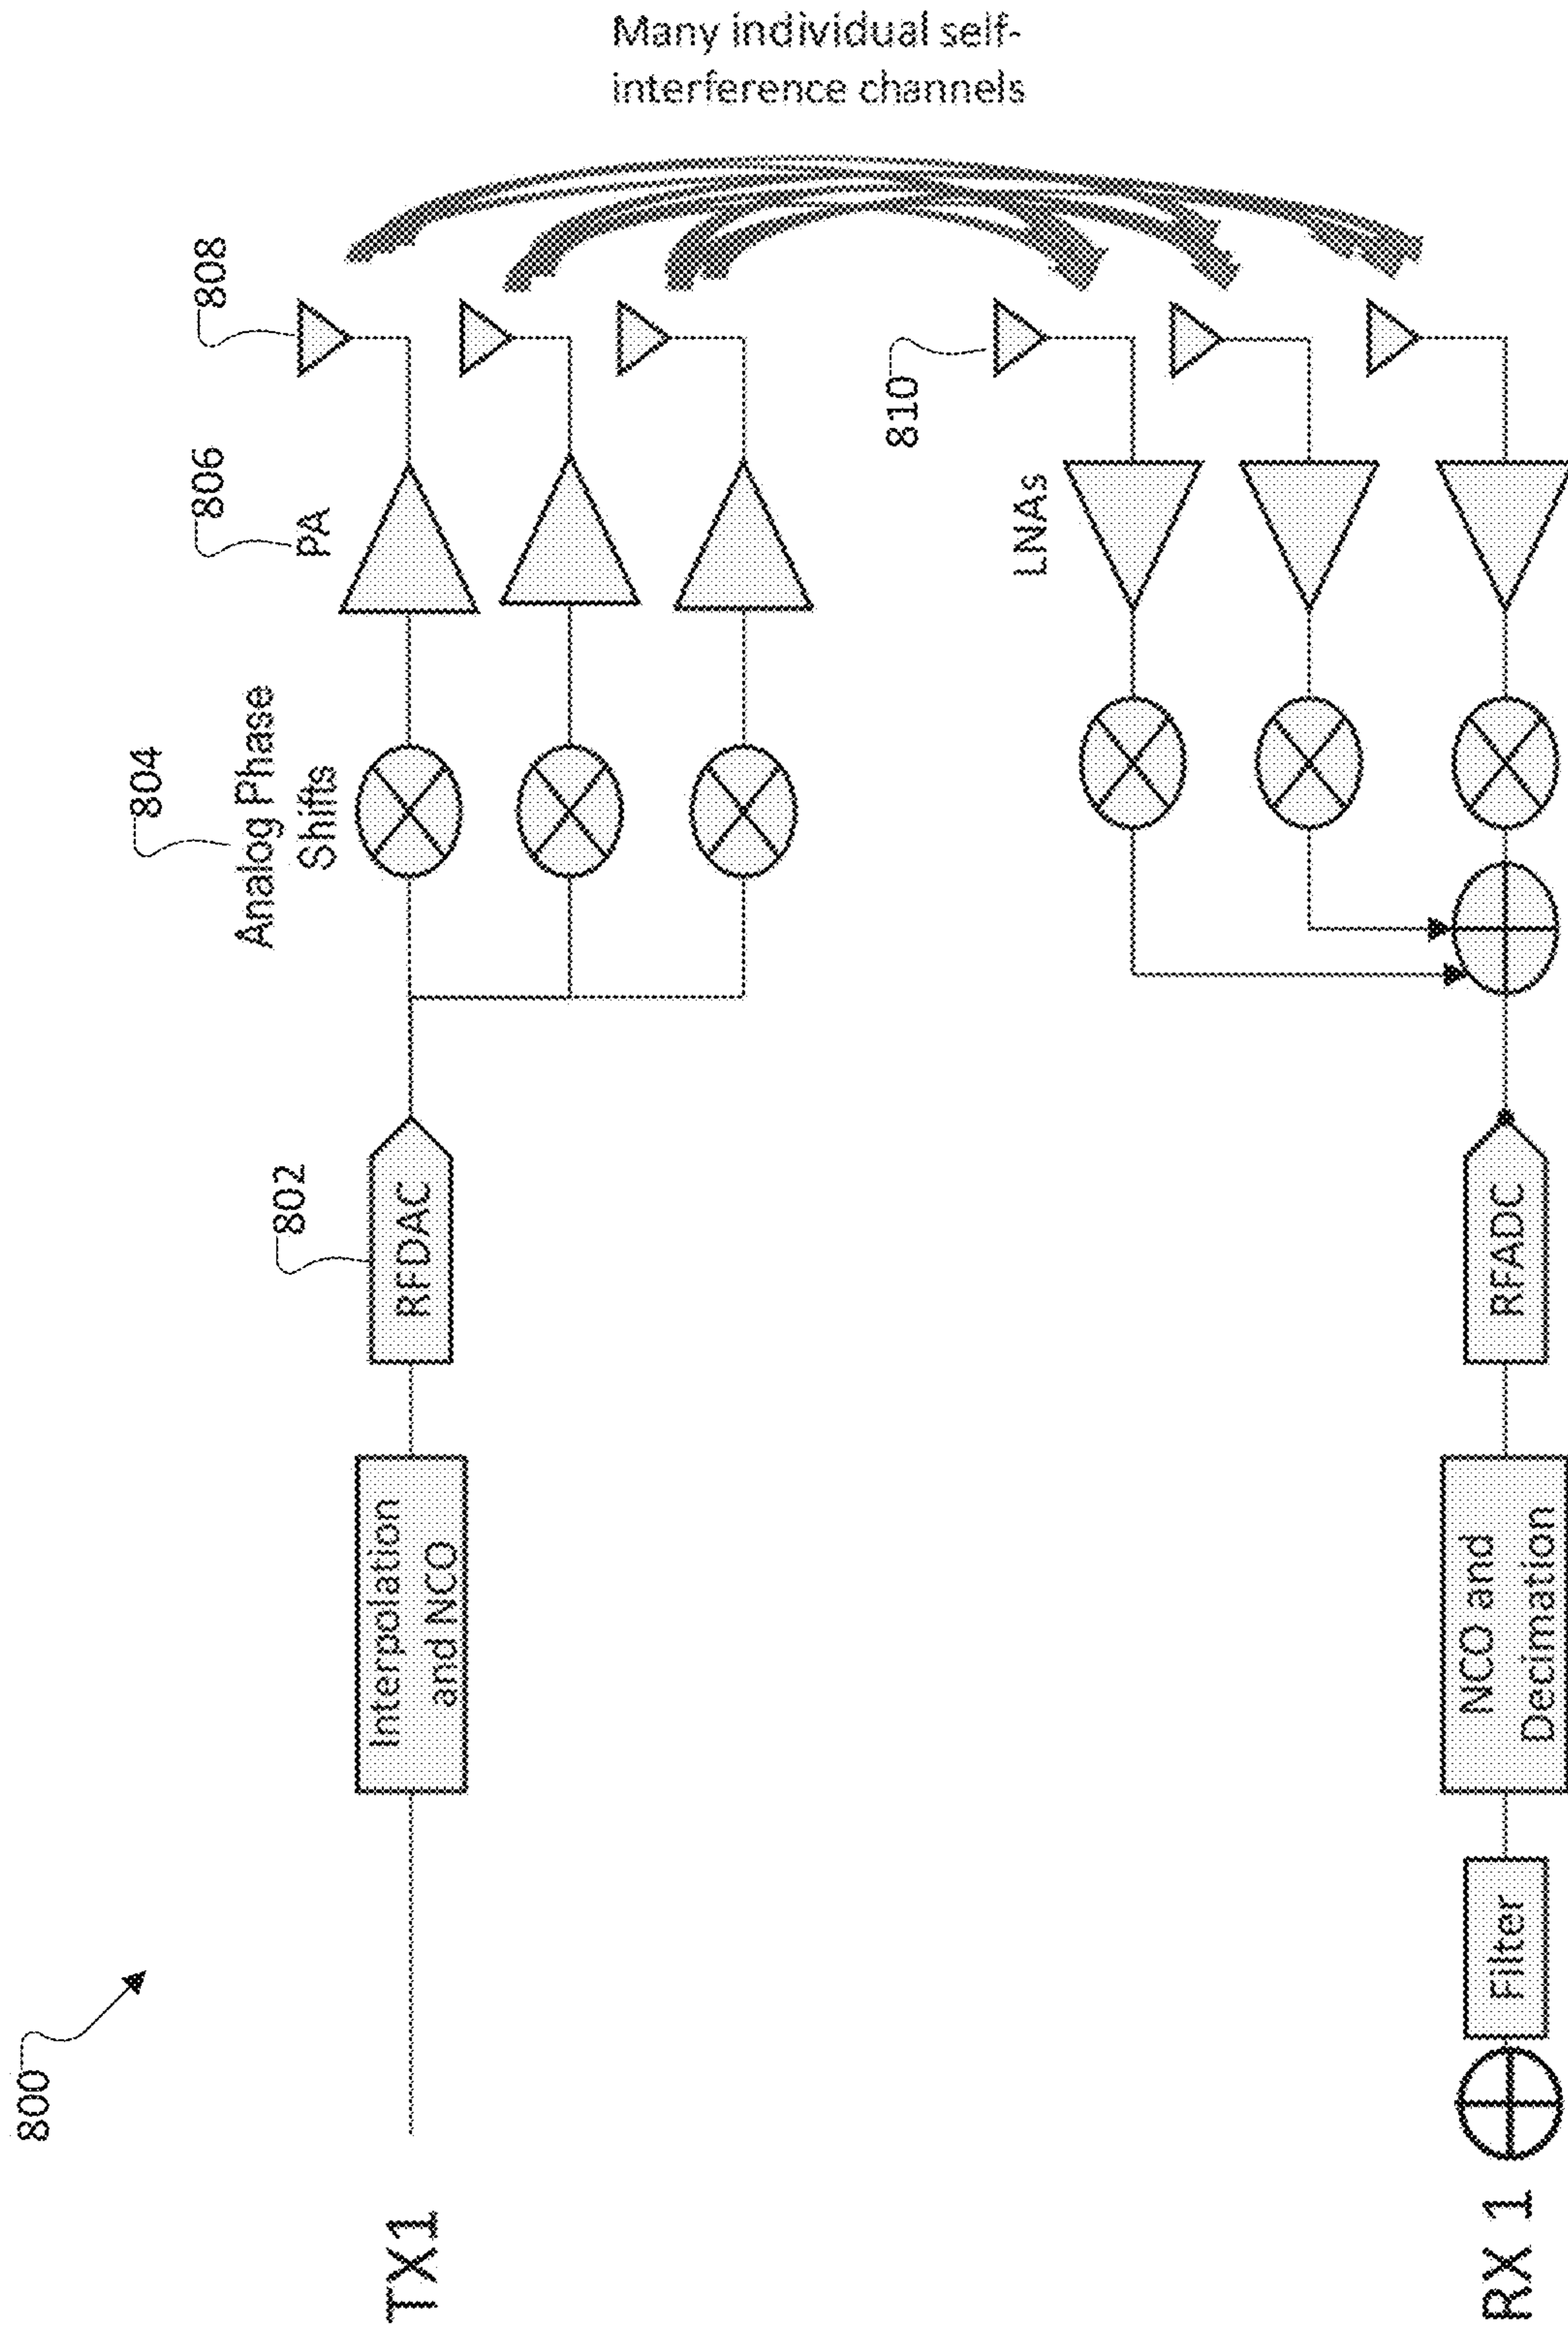 Many individual self-
interference channels
808
806
PA
804
Analog Phase
Shifts
802
RFDAC
Interpolation
and NCO
800
TX1
810
LNAs
RFADC
NCO and
Decimation
Filter
RX 1